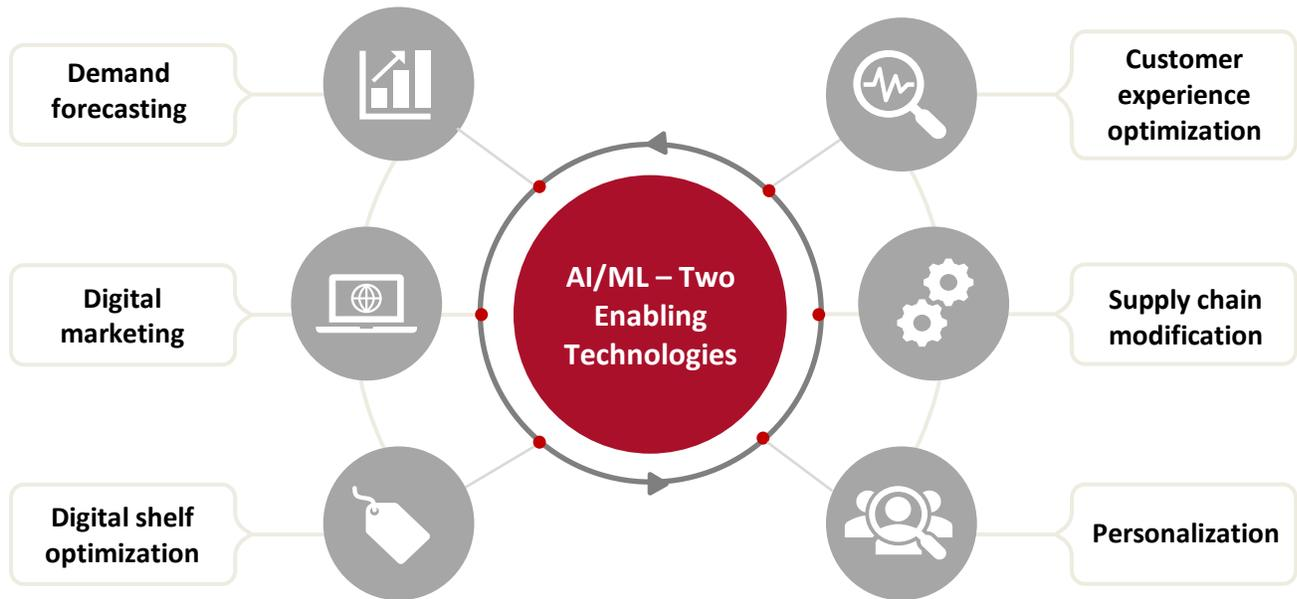 Demand
forecasting
Digital
marketing
Digital shelf
optimization
AI/ML – Two
Enabling
Technologies
Customer
experience
optimization
Supply chain
modification
Personalization